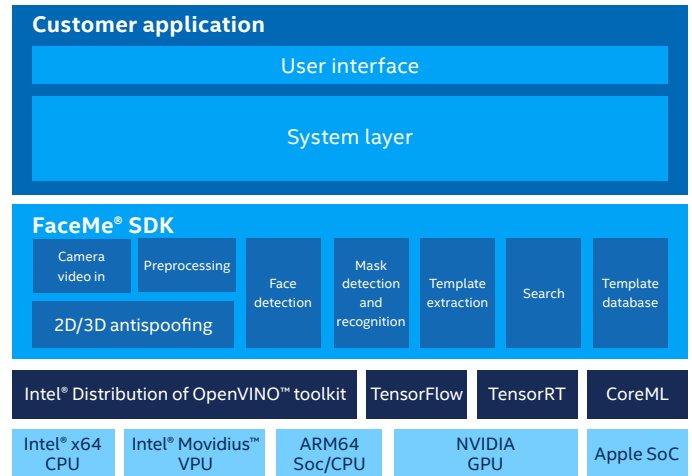 Customer application
User interface
System layer
FaceMe® SDK
Camera
video in
Preprocessing
2D/3D antispoofing
Face
detection
Mask
detection
and
recognition
Template
extraction
Search
Template
database
Intel® Distribution of OpenVINO™ toolkit
TensorFlow
TensorRT
CoreML
Intel® x64
CPU
Intel® Movidius™
VPU
ARM64
Soc/CPU
NVIDIA
GPU
Apple SoC